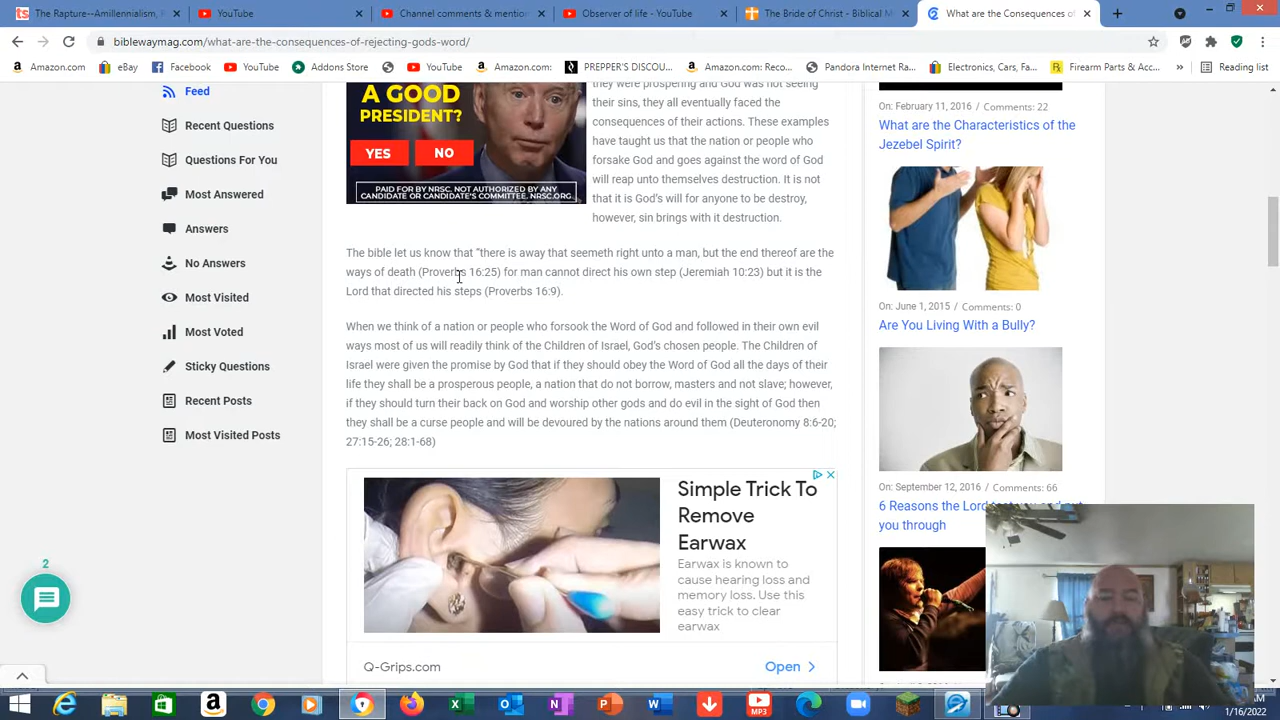 The Rapture – Amillennialism, R
YouTube
Channel comments & mention
Observer of life - YouTube
The Bride of Christ - Biblical M
What are the Consequences of
biblewaymag.com/what-are-the-consequences-of-rejecting-gods-word/
Amazon.com
eBay
Facebook
YouTube
Addons Store
YouTube
Amazon.com:
PREPPER'S DISCOU...
Amazon.com: Reco...
Pandora Internet Ra...
Electronics, Cars, Fa...
Firearm Parts & Acc...
»
Reading list
Feed
Recent Questions
Questions For You
Most Answered
Answers
No Answers
Most Visited
Most Voted
Sticky Questions
Recent Posts
Most Visited Posts
2
A GOOD
PRESIDENT?
YES NO
PAID FOR BY NRSC. NOT AUTHORIZED BY ANY
CANDIDATE OR CANDIDATE'S COMMITTEE. NRSC.ORG.
they were prospering and God was not seeing
their sins, they all eventually faced the
consequences of their actions. These examples
have taught us that the nation or people who
forsake God and goes against the word of God
will reap unto themselves destruction. It is not
that it is God's will for anyone to be destroy,
however, sin brings with it destruction.
The bible let us know that "there is away that seemeth right unto a man, but the end thereof are the
ways of death (Proverbs 16:25) for man cannot direct his own step (Jeremiah 10:23) but it is the
Lord that directed his steps (Proverbs 16:9).
When we think of a nation or people who forsook the Word of God and followed in their own evil
ways most of us will readily think of the Children of Israel, God's chosen people. The Children of
Israel were given the promise by God that if they should obey the Word of God all the days of their
life they shall be a prosperous people, a nation that do not borrow, masters and not slave; however,
if they should turn their back on God and worship other gods and do evil in the sight of God then
they shall be a curse people and will be devoured by the nations around them (Deuteronomy 8:6-20;
27:15-26; 28:1-68)
Simple Trick To
Remove
Earwax
Earwax is known to
cause hearing loss and
memory loss. Use this
easy trick to clear
earwax
Q-Grips.com
Open
On: February 11, 2016 / Comments: 22
What are the Characteristics of the
Jezebel Spirit?
On: June 1, 2015 / Comments: 0
Are You Living With a Bully?
On: September 12, 2016 / Comments: 66
6 Reasons the Lord
you through
MP3
1/16/2022